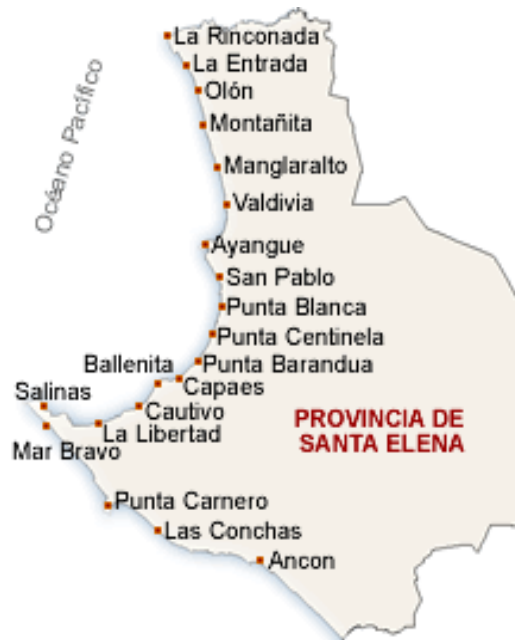 La Rinconada
La Entrada
Olón
Océano Pacífico
Montañita
Manglaralto
Valdivia
Ayangue
San Pablo
Punta Blanca
Punta Centinela
Ballenita
Punta Barandua
Salinas
Capaes
Cautivo
PROVINCIA DE
SANTA ELENA
La Libertad
Mar Bravo
Punta Carnero
Las Conchas
Ancon